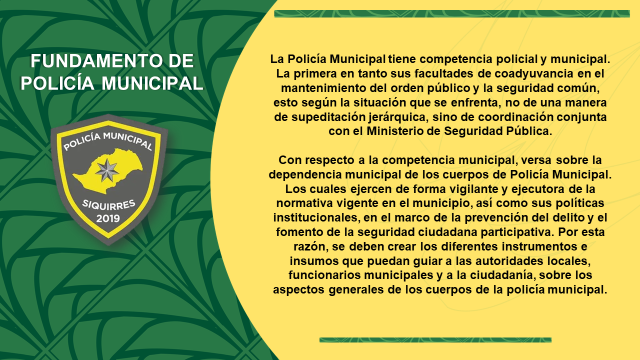 FUNDAMENTO DE
POLICÍA MUNICIPAL
POLICÍA MUNICIPAL
SIQUIRRES
2019
La Policía Municipal tiene competencia policial y municipal.
La primera en tanto sus facultades de coadyuvancia en el
mantenimiento del orden público y la seguridad común,
esto según la situación que se enfrenta, no de una manera
de supeditación jerárquica, sino de coordinación conjunta
con el Ministerio de Seguridad Pública.
Con respecto a la competencia municipal, versa sobre la
dependencia municipal de los cuerpos de Policía Municipal.
Los cuales ejercen de forma vigilante y ejecutora de la
normativa vigente en el municipio, así como sus políticas
institucionales, en el marco de la prevención del delito y el
fomento de la seguridad ciudadana participativa. Por esta
razón, se deben crear los diferentes instrumentos e
insumos que puedan guiar a las autoridades locales,
funcionarios municipales y a la ciudadanía, sobre los
aspectos generales de los cuerpos de la policía municipal.